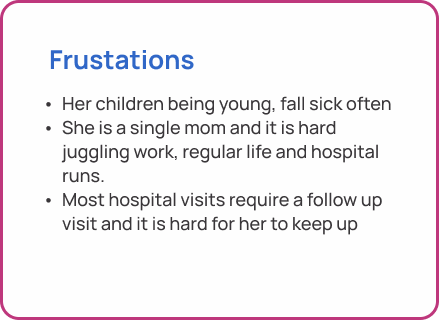 Frustations
• Her children being young, fall sick often
• She is a single mom and it is hard
juggling work, regular life and hospital
runs.
• Most hospital visits require a follow up
visit and it is hard for her to keep up